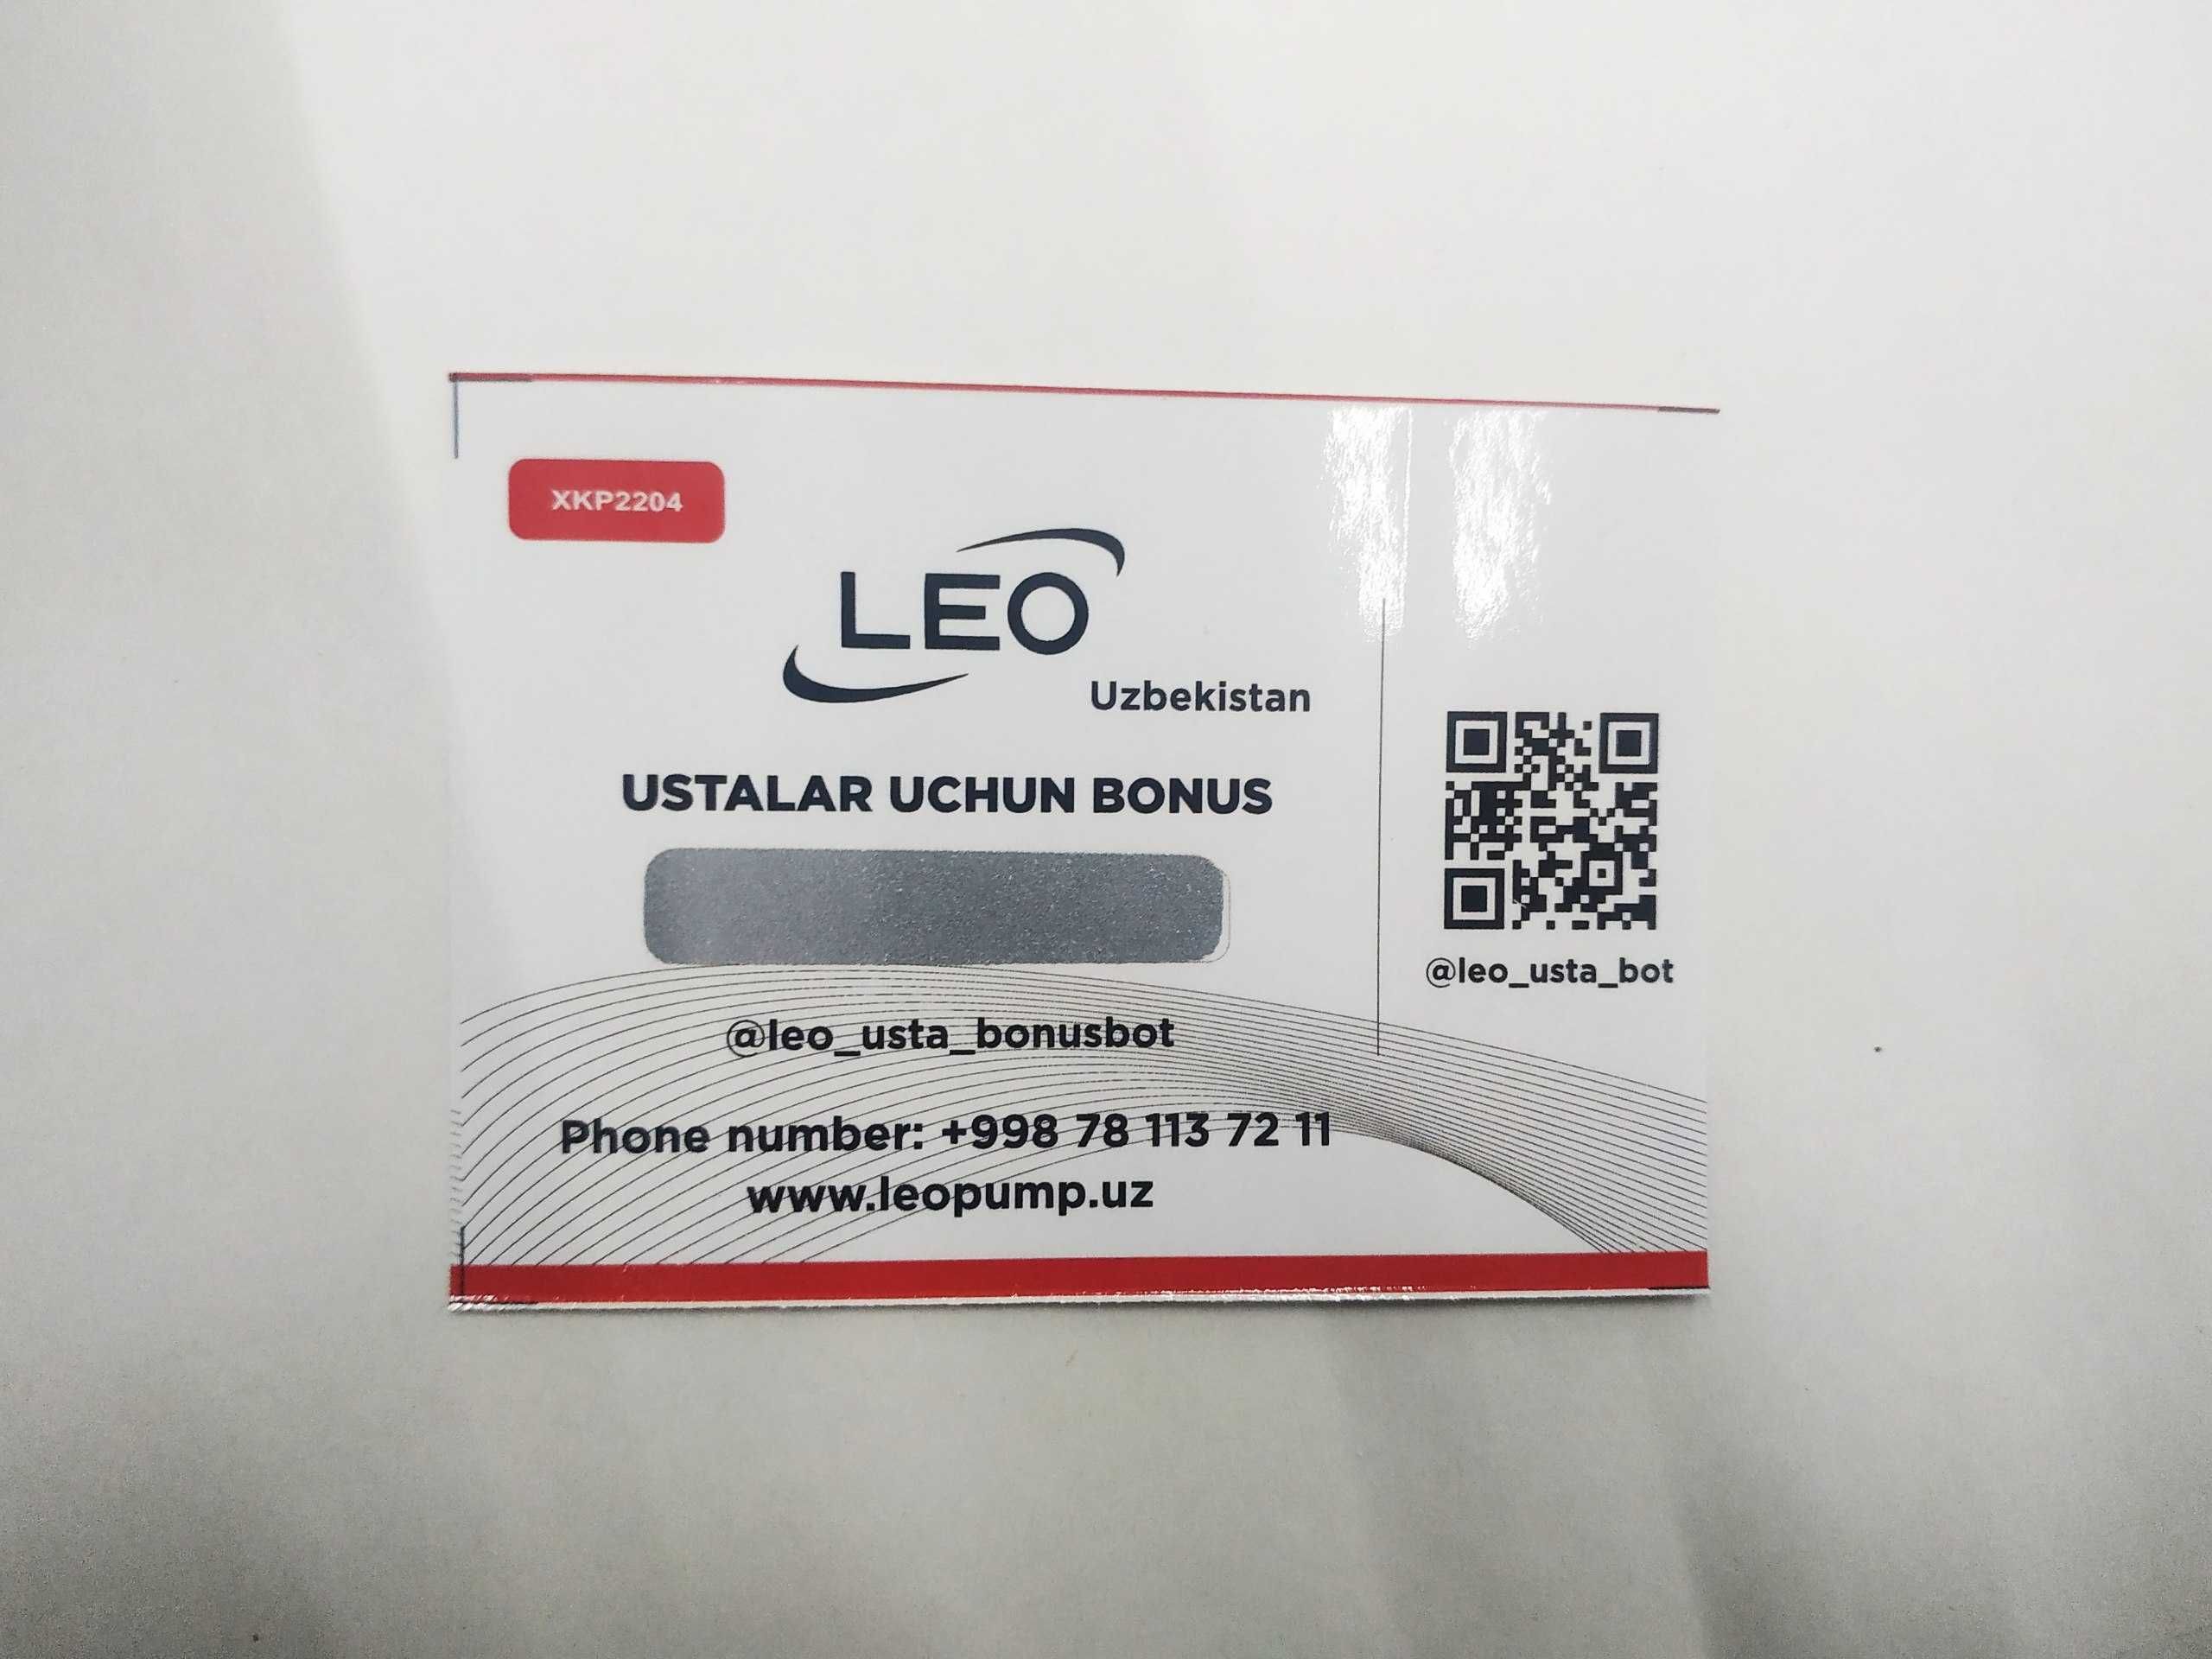 XKP2204
LEO
Uzbekistan
USTALAR UCHUN BONUS
@leo_usta_bonusbot
Phone number: +998 78 113 72 11
www.leopump.uz
@leo_usta_bot